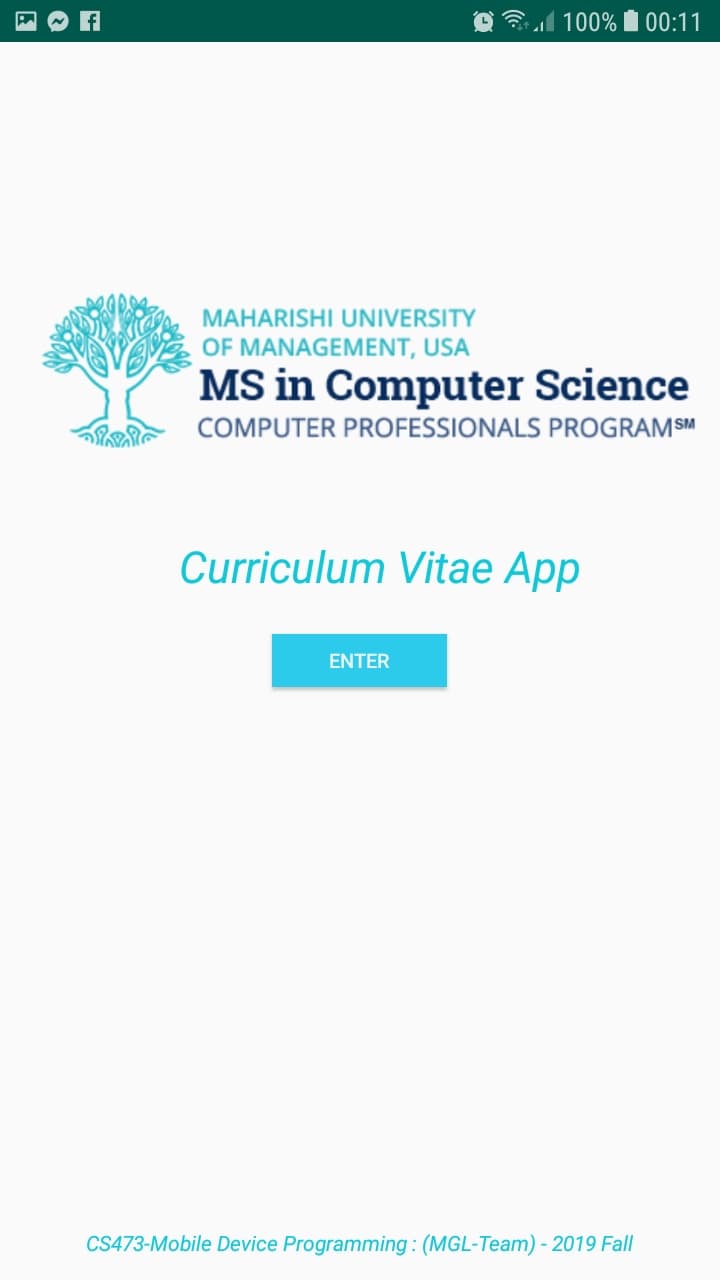 100% 00:11
MAHARISHI UNIVERSITY
OF MANAGEMENT, USA
MS in Computer Science
COMPUTER PROFESSIONALS PROGRAM℠
Curriculum Vitae App
ENTER
CS473-Mobile Device Programming : (MGL-Team) - 2019 Fall